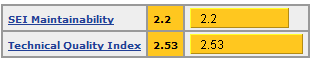 SEI Maintainability 2.2 2.2
Technical Quality Index 2.53 2.53